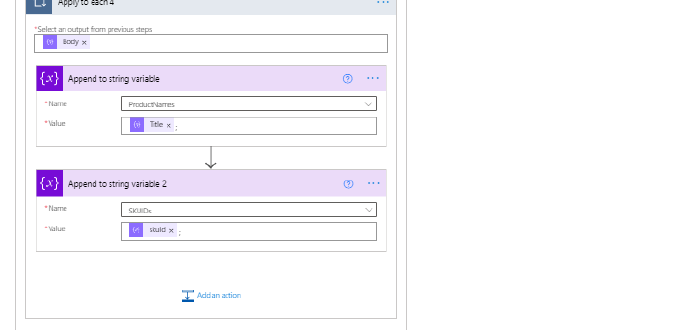 Apply to each 4
*Select an output from previous steps
Body ×
{x} Append to string variable
* Name
ProductNames
* Value
Title × ;
{x} Append to string variable 2
* Name
SKUIDs
* Value
skuId × ;
Add an action